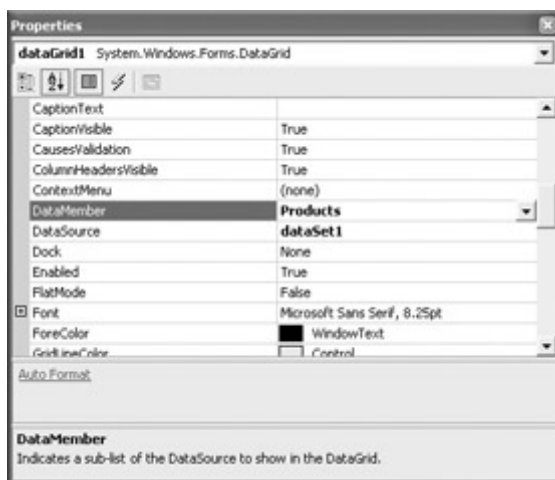 Properties
dataGrid1 System.Windows.Forms.DataGrid
CaptionText
CaptionVisible True
CausesValidation True
ColumnHeadersVisible True
ContextMenu (none)
DataMember Products
DataSource dataSet1
Dock None
Enabled True
FlatMode False
Font Microsoft Sans Serif, 8.25pt
ForeColor WindowText
GridLineColor Control
Auto Format
DataMember
Indicates a sub-list of the DataSource to show in the DataGrid.